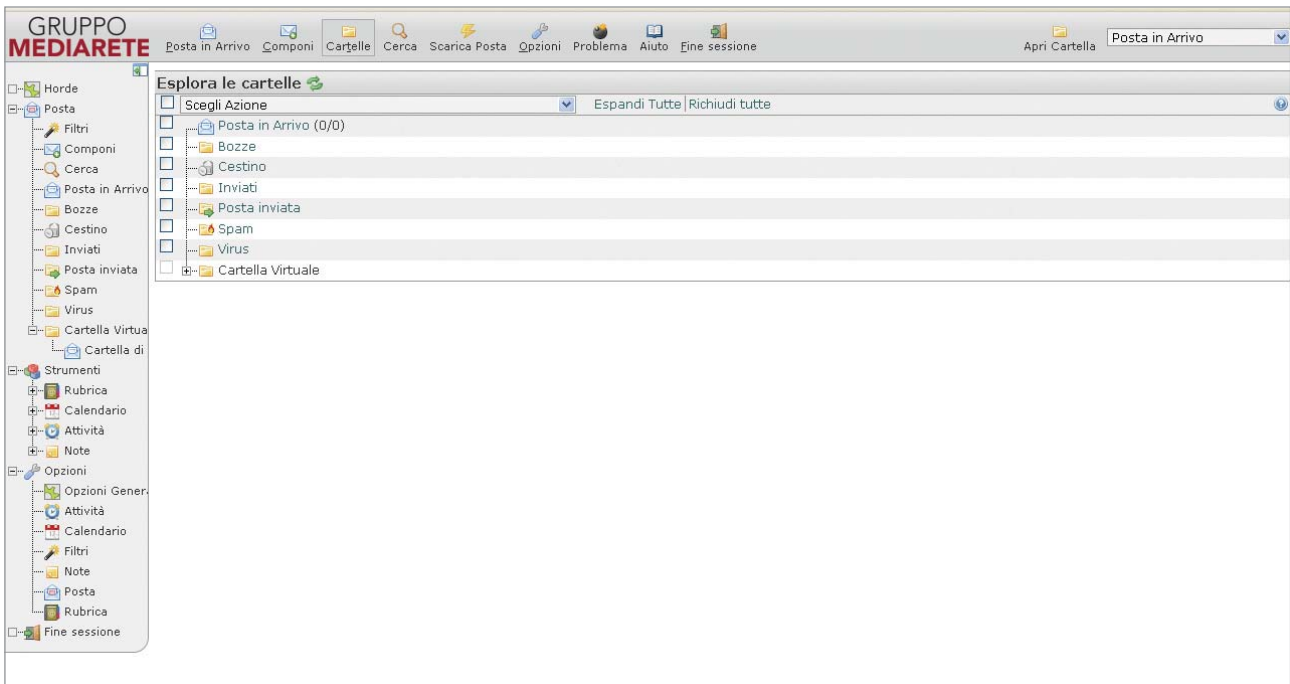 GRUPPO
MEDIARETE
Posta in Arrivo Componi Cartelle Cerca Scarica Posta Opzioni Problema Aiuto Fine sessione
Apri Cartella Posta in Arrivo
Horde
Posta
Filtri
Componi
Cerca
Posta in Arrivo
Bozze
Cestino
Inviati
Posta inviata
Spam
Virus
Cartella Virtua
Cartella di
Strumenti
Rubrica
Calendario
Attività
Note
Opzioni
Opzioni Gener
Attività
Calendario
Filtri
Note
Posta
Rubrica
Fine sessione
Esplora le cartelle
Scegli Azione Espandi Tutte|Richiudi tutte
Posta in Arrivo (0/0)
Bozze
Cestino
Inviati
Posta inviata
Spam
Virus
Cartella Virtuale